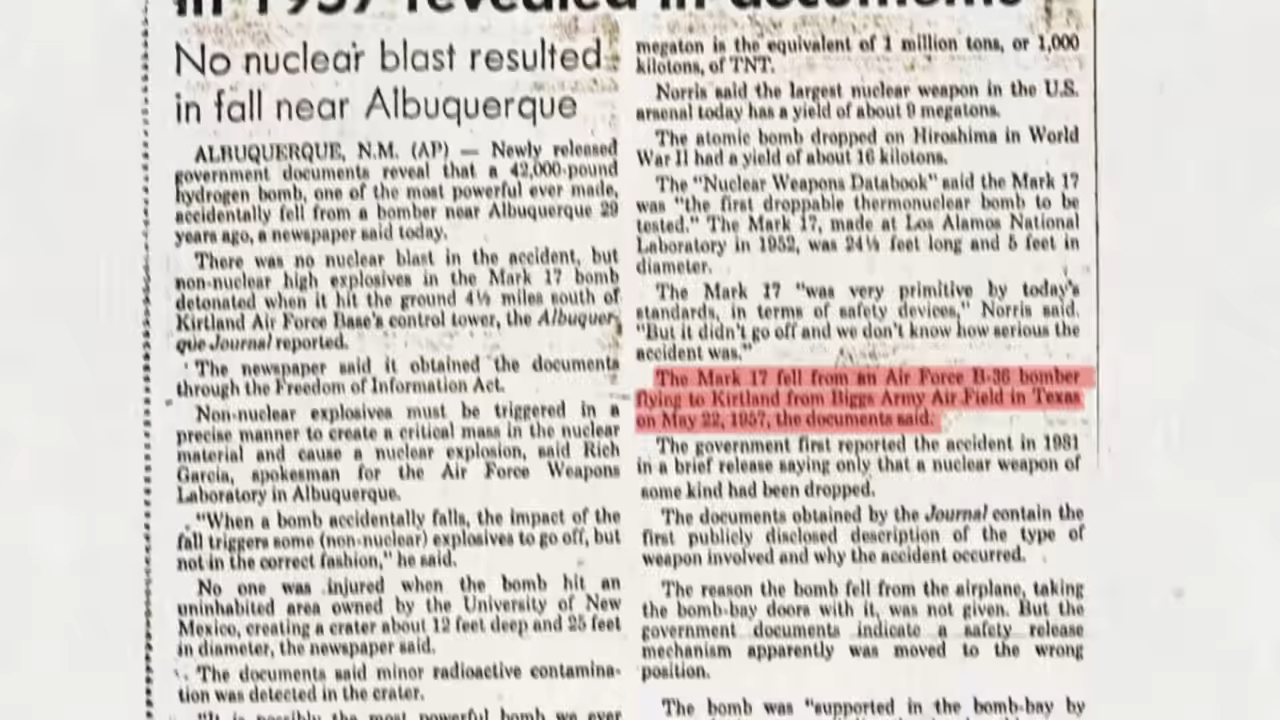 in 1957 revealed in documents
No nuclear blast resulted
in fall near Albuquerque
ALBUQUERQUE, N.M. (AP) — Newly released
government documents reveal that a 42,000-pound
hydrogen bomb, one of the most powerful ever made,
accidentally fell from a bomber near Albuquerque 29
years ago, a newspaper said today.
There was no nuclear blast in the accident, but
non-nuclear high explosives in the Mark 17 bomb
detonated when it hit the ground 4½ miles south of
Kirtland Air Force Base's control tower, the Albuquer-
que Journal reported.
The newspaper said it obtained the documents
through the Freedom of Information Act.
Non-nuclear explosives must be triggered in a
precise manner to create a critical mass in the nuclear
material and cause a nuclear explosion, said Rich
Garcia, spokesman for the Air Force Weapons
Laboratory in Albuquerque.
"When a bomb accidentally falls, the impact of the
fall triggers some (non-nuclear) explosives to go off, but
not in the correct fashion," he said.
No one was injured when the bomb hit an
uninhabited area owned by the University of New
Mexico, creating a crater about 12 feet deep and 25 feet
in diameter, the newspaper said.
The documents said minor radioactive contamina-
tion was detected in the crater.
"It is possibly the most powerful bomb we ever
megaton is the equivalent of 1 million tons, or 1,000
kilotons, of TNT.
Norris said the largest nuclear weapon in the U.S.
arsenal today has a yield of about 9 megatons.
The atomic bomb dropped on Hiroshima in World
War II had a yield of about 16 kilotons.
The "Nuclear Weapons Databook" said the Mark 17
was "the first droppable thermonuclear bomb to be
tested." The Mark 17, made at Los Alamos National
Laboratory in 1952, was 24½ feet long and 5 feet in
diameter.
The Mark 17 "was very primitive by today's
standards, in terms of safety devices," Norris said.
"But it didn't go off and we don't know how serious the
accident was."
The Mark 17 fell from an Air Force B-36 bomber
flying to Kirtland from Biggs Army Air Field in Texas
on May 22, 1957, the documents said.
The government first reported the accident in 1981
in a brief release saying only that a nuclear weapon of
some kind had been dropped.
The documents obtained by the Journal contain the
first publicly disclosed description of the type of
weapon involved and why the accident occurred.
The reason the bomb fell from the airplane, taking
the bomb-bay doors with it, was not given. But the
government documents indicate a safety release
mechanism apparently was moved to the wrong
position.
The bomb was "supported in the bomb-bay by